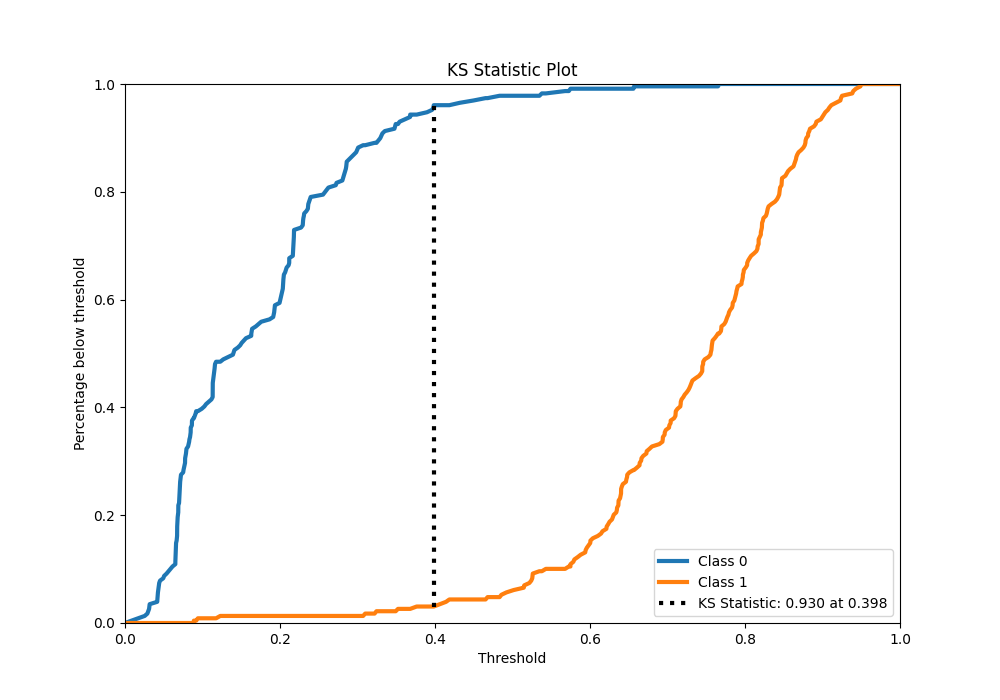 KS Statistic Plot
1.0
0.8
0.6
0.4
0.2
0.0
Percentage below threshold
0.0 0.2 0.4 0.6 0.8 1.0
Threshold
Class 0
Class 1
KS Statistic: 0.930 at 0.398